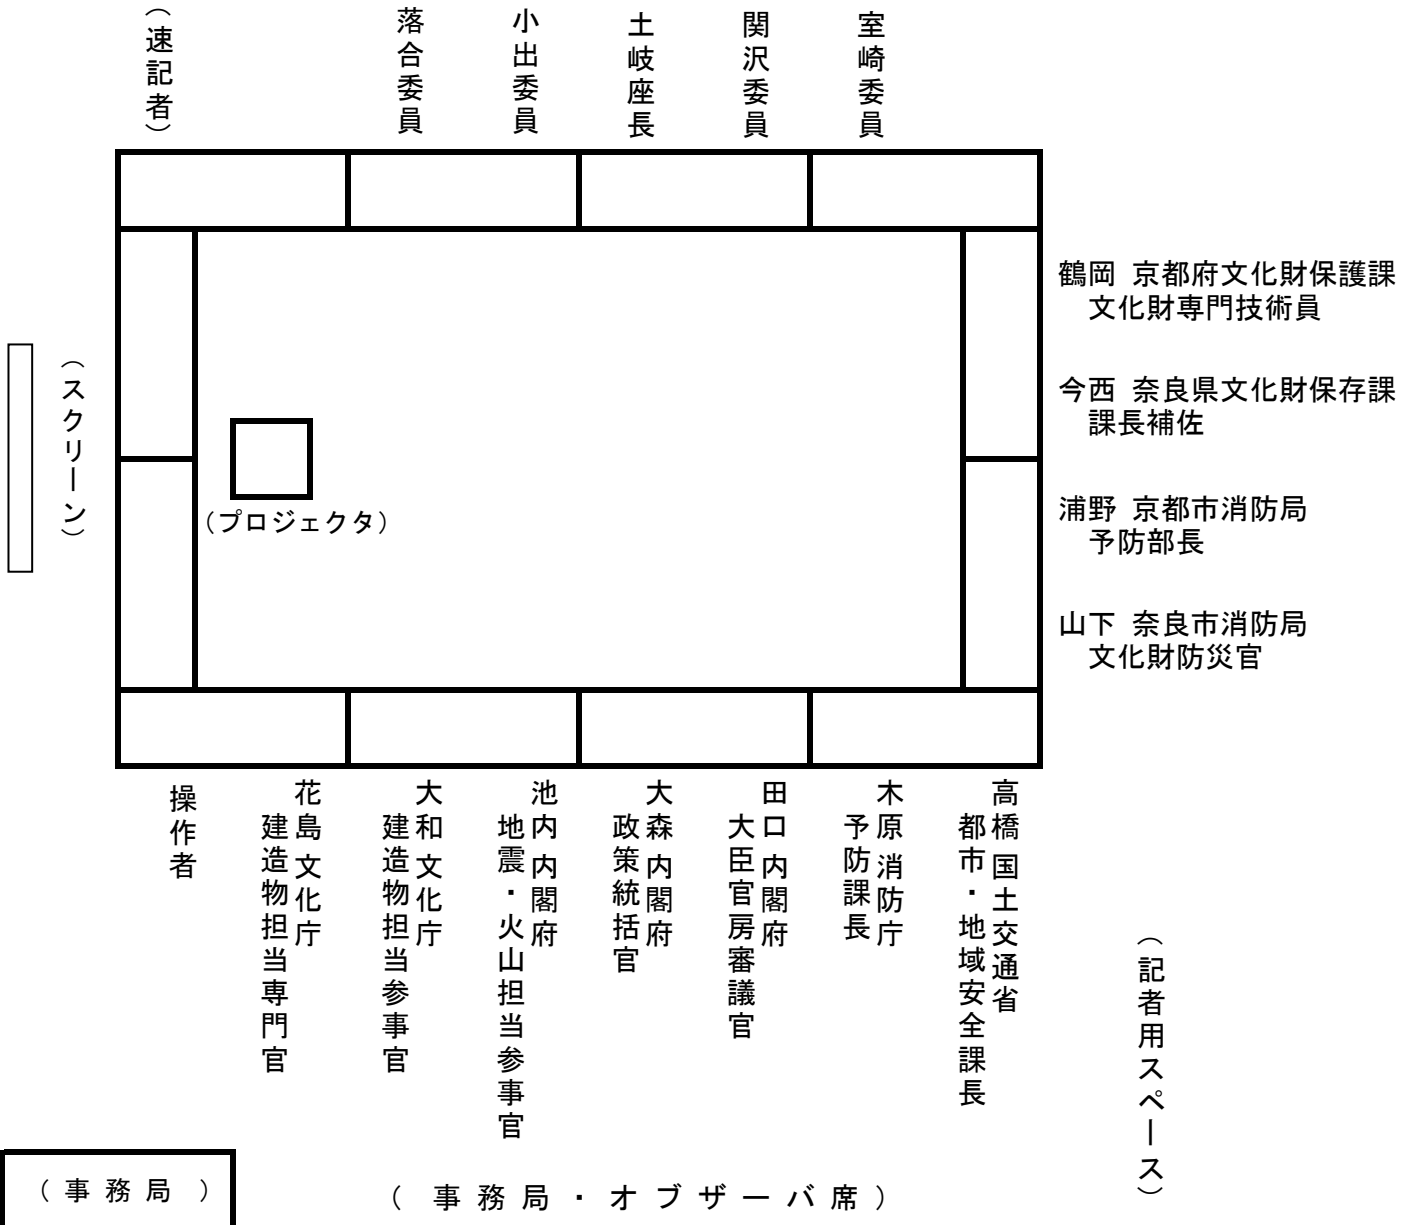 （速記者）
落合委員
小出委員
土岐座長
関沢委員
室崎委員
鶴岡 京都府文化財保護課
文化財専門技術員
今西 奈良県文化財保存課
課長補佐
浦野 京都市消防局
予防部長
山下 奈良市消防局
文化財防災官
（スクリーン）
（プロジェクタ）
操作者
花島 文化庁
建造物担当専門官
大和 文化庁
建造物担当参事官
池内 内閣府
地震・火山担当参事官
大森 内閣府
政策統括官
田口 内閣府
大臣官房審議官
木原 消防庁
予防課長
高橋 国土交通省
都市・地域安全課長
（記者用スペース）
（事務局）
（事務局・オブザーバ席）